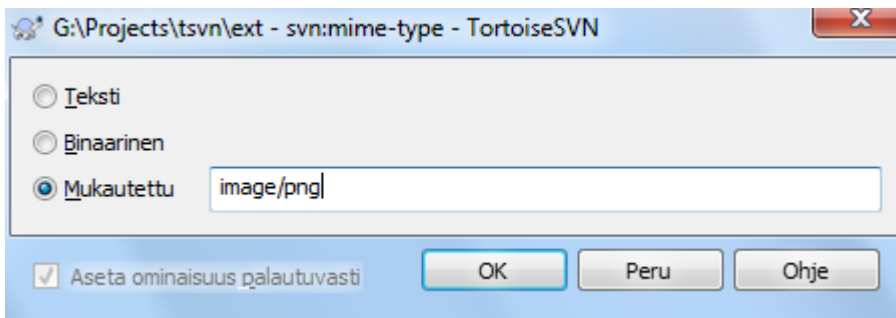 G:\Projects\tsvn\ext - svn:mime-type - TortoiseSVN
Teksti
Binaarinen
Mukautettu image/png
Aseta ominaisuus palautuvasti OK Peru Ohje